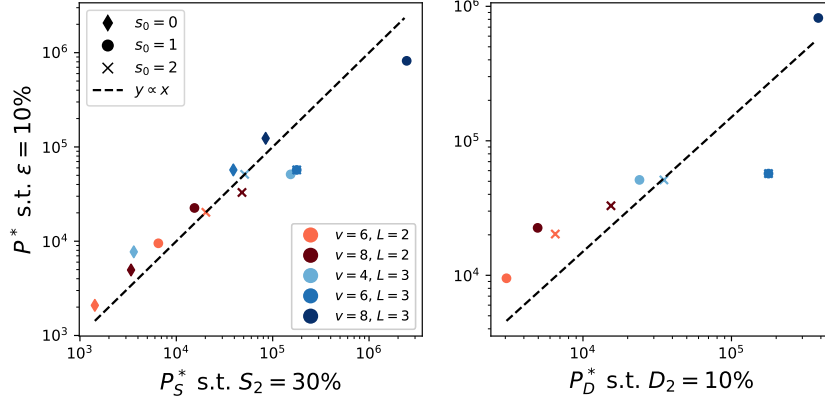 s₀ = 0
s₀ = 1
s₀ = 2
y ∝ x
v = 6, L = 2
v = 8, L = 2
v = 4, L = 3
v = 6, L = 3
v = 8, L = 3
P* s.t. ε = 10%
10⁶
10⁵
10⁴
10³
10³ 10⁴ 10⁵ 10⁶
P*_S s.t. S₂ = 30%
10⁶
10⁵
10⁴
10⁴ 10⁵
P*_D s.t. D₂ = 10%